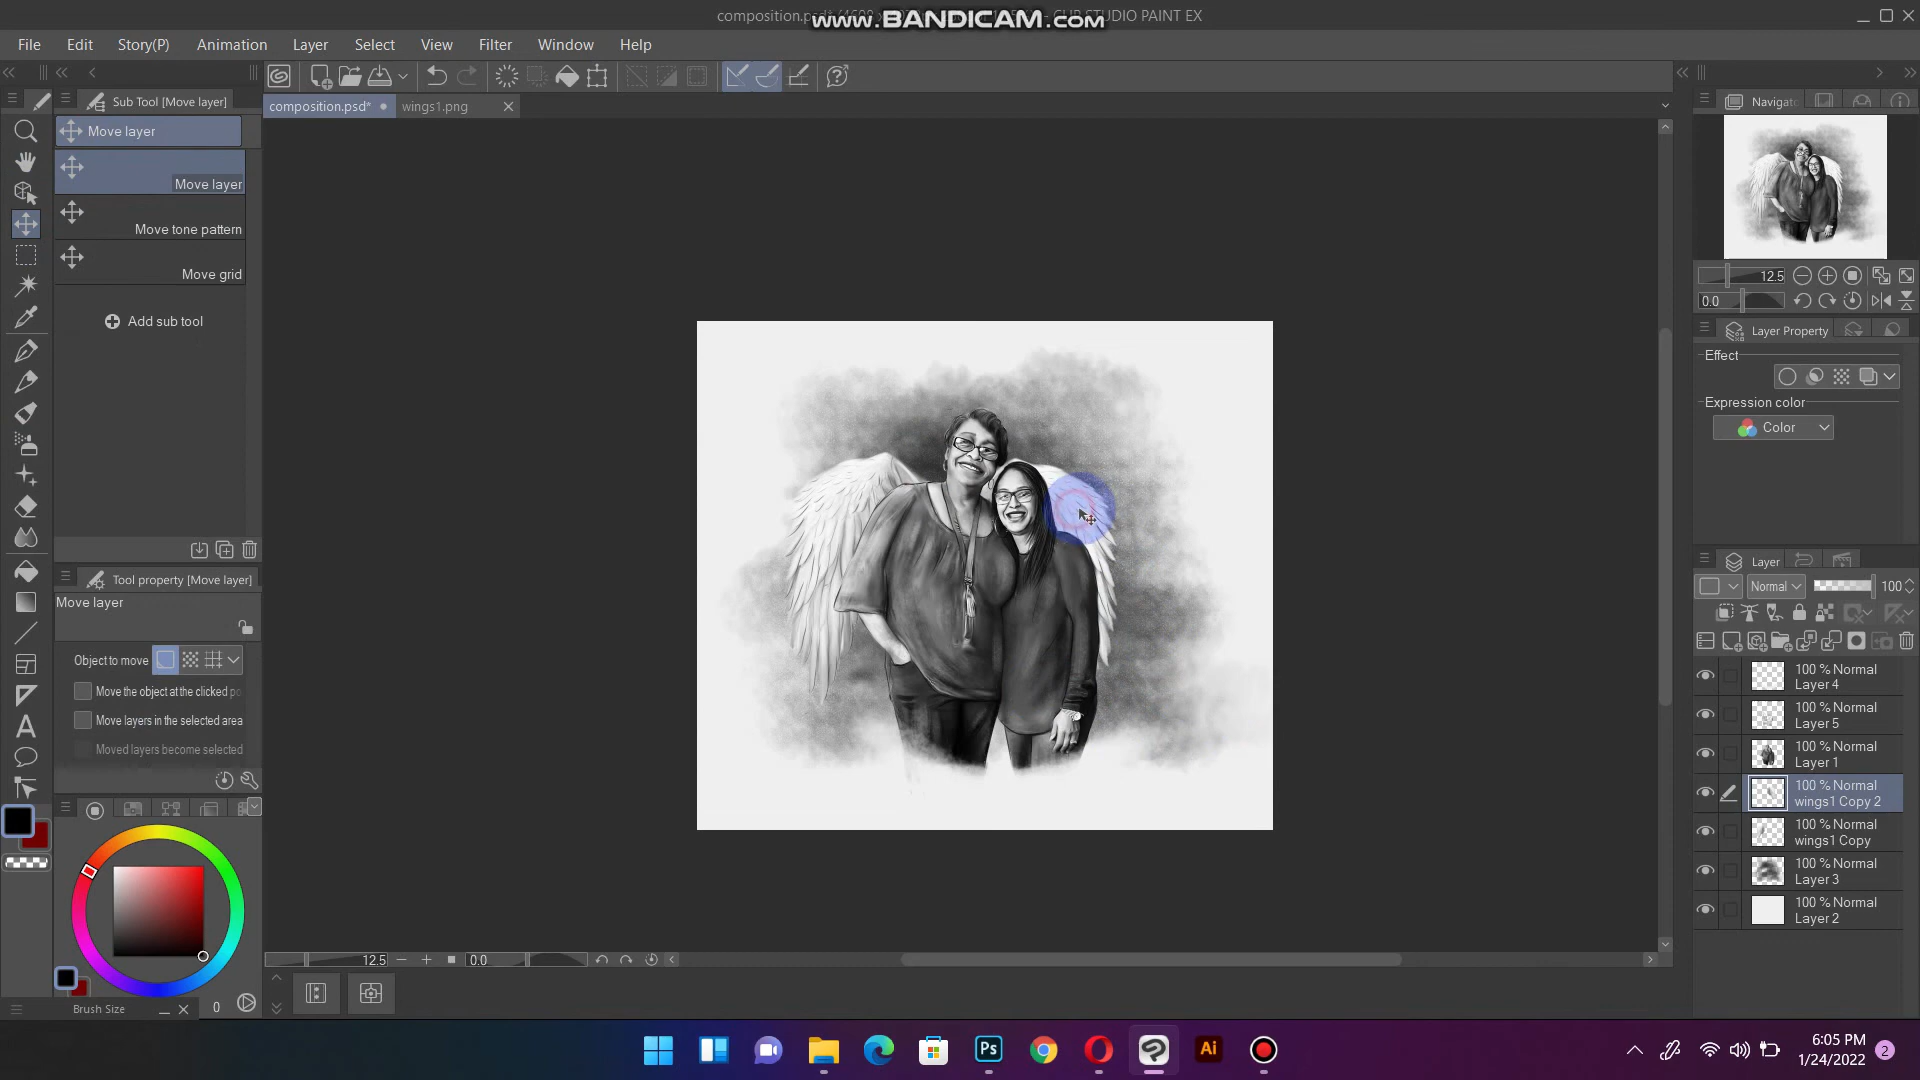 composition.psd* (4600 x
www.BANDICAM.com
CLIP STUDIO PAINT EX
File Edit Story(P) Animation Layer Select View Filter Window Help
Sub Tool [Move layer]
composition.psd* wings1.png
Navigator
Move layer
Move layer
Move tone pattern
Move grid
Add sub tool
12.5
0.0
Layer Property
Effect
Expression color
Color
Tool property [Move layer]
Move layer
Object to move
Move the object at the clicked po
Move layers in the selected area
Moved layers become selected
Layer
Normal 100
100 % Normal
Layer 4
100 % Normal
Layer 5
100 % Normal
Layer 1
100 % Normal
wings1 Copy 2
100 % Normal
wings1 Copy
100 % Normal
Layer 3
100 % Normal
Layer 2
12.5 0.0
Brush Size 0
Ps Ai
6:05 PM
1/24/2022
2